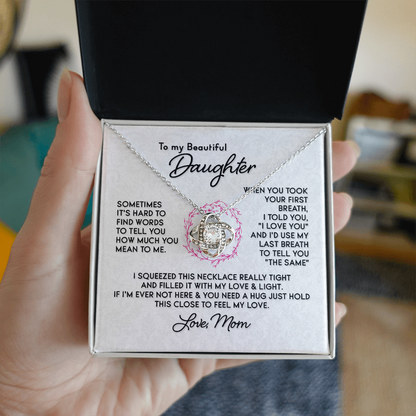 To my Beautiful
Daughter
SOMETIMES
IT'S HARD TO
FIND WORDS
TO TELL YOU
HOW MUCH YOU
MEAN TO ME.
WHEN YOU TOOK
YOUR FIRST
BREATH,
I TOLD YOU,
"I LOVE YOU"
AND I'D USE MY
LAST BREATH
TO TELL YOU
"THE SAME"
I SQUEEZED THIS NECKLACE REALLY TIGHT
AND FILLED IT WITH MY LOVE & LIGHT.
IF I'M EVER NOT HERE & YOU NEED A HUG JUST HOLD
THIS CLOSE TO FEEL MY LOVE.
Love, Mom